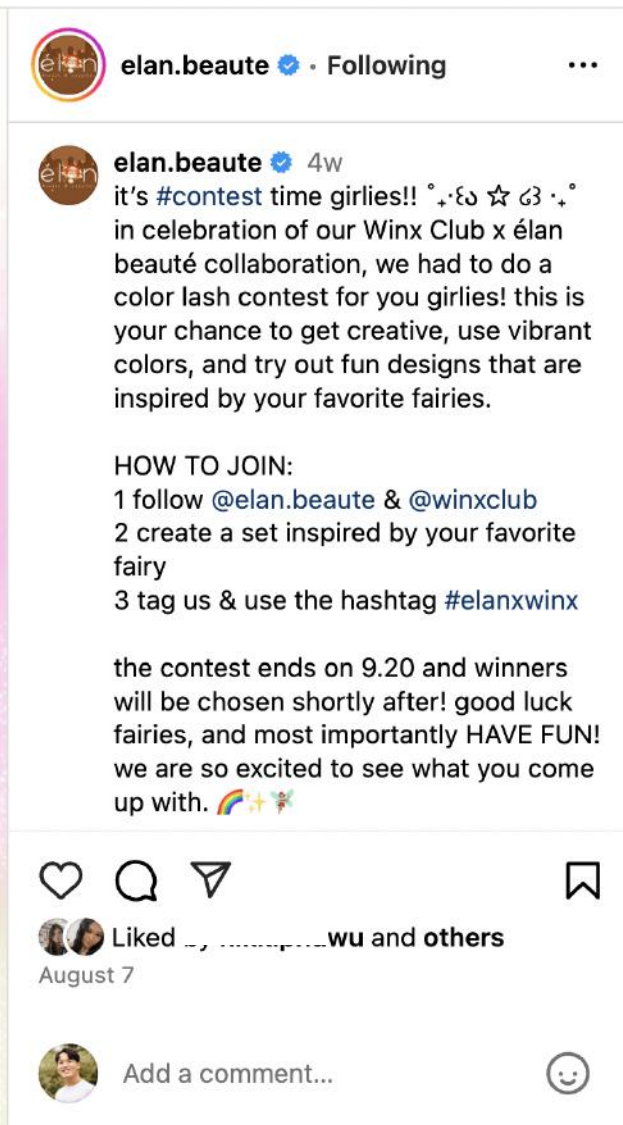 élan
elan.beaute · Following
élan
elan.beaute 4w
it's #contest time girlies!! ˚₊‧꒰ა ☆ ໒꒱ ‧₊˚
in celebration of our Winx Club x élan
beauté collaboration, we had to do a
color lash contest for you girlies! this is
your chance to get creative, use vibrant
colors, and try out fun designs that are
inspired by your favorite fairies.
HOW TO JOIN:
1 follow @elan.beaute & @winxclub
2 create a set inspired by your favorite
fairy
3 tag us & use the hashtag #elanxwinx
the contest ends on 9.20 and winners
will be chosen shortly after! good luck
fairies, and most importantly HAVE FUN!
we are so excited to see what you come
up with. 🌈✨🧚
Liked wu and others
August 7
Add a comment...